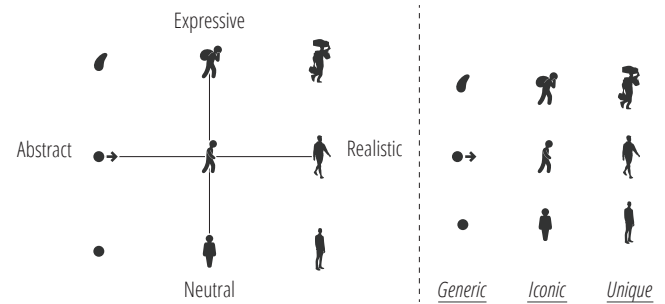 Expressive
Abstract
Realistic
Neutral
Generic
Iconic
Unique